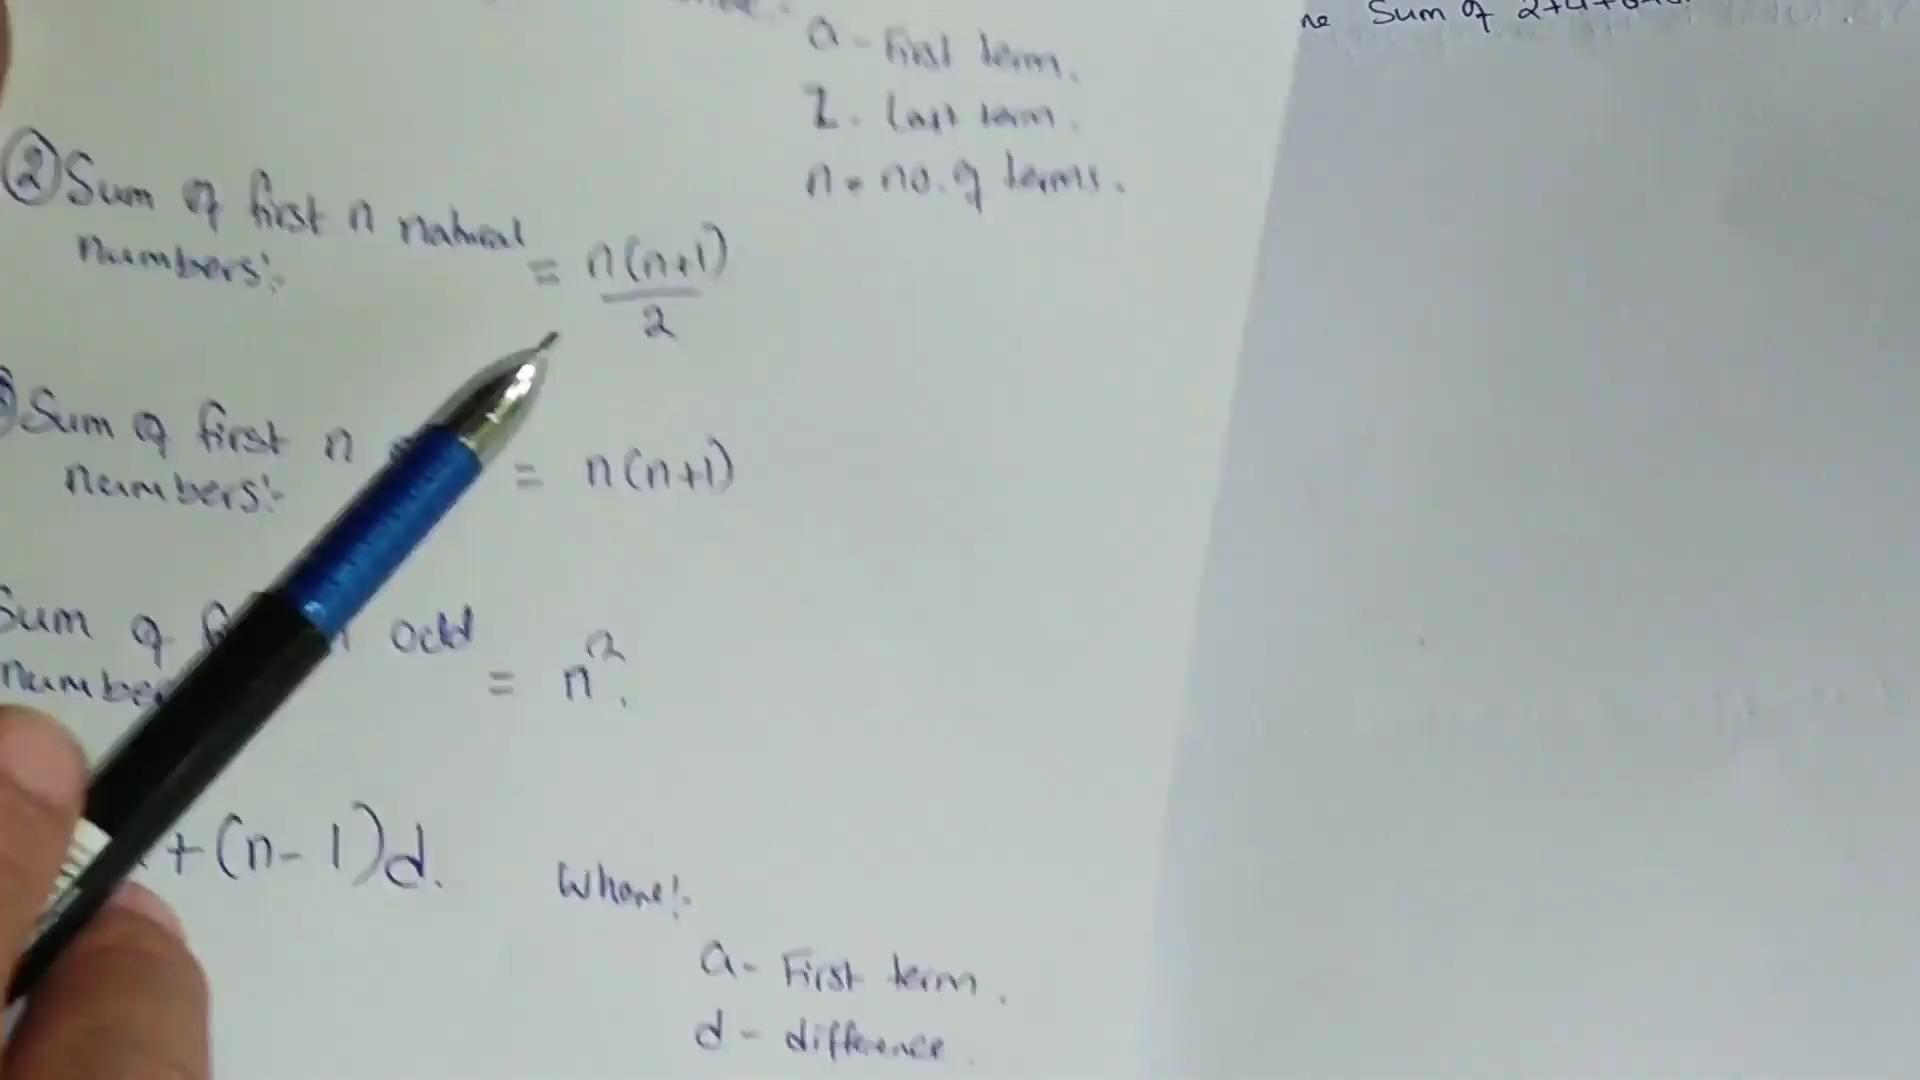 a - First term.
l - Last term.
n - no. of terms.
Sum of
② Sum of first n natural
numbers:- = n(n+1)
2
Sum of first n
numbers:- = n(n+1)
Sum of odd
= n².
+(n-1)d.
Where:-
a - First term.
d - difference.